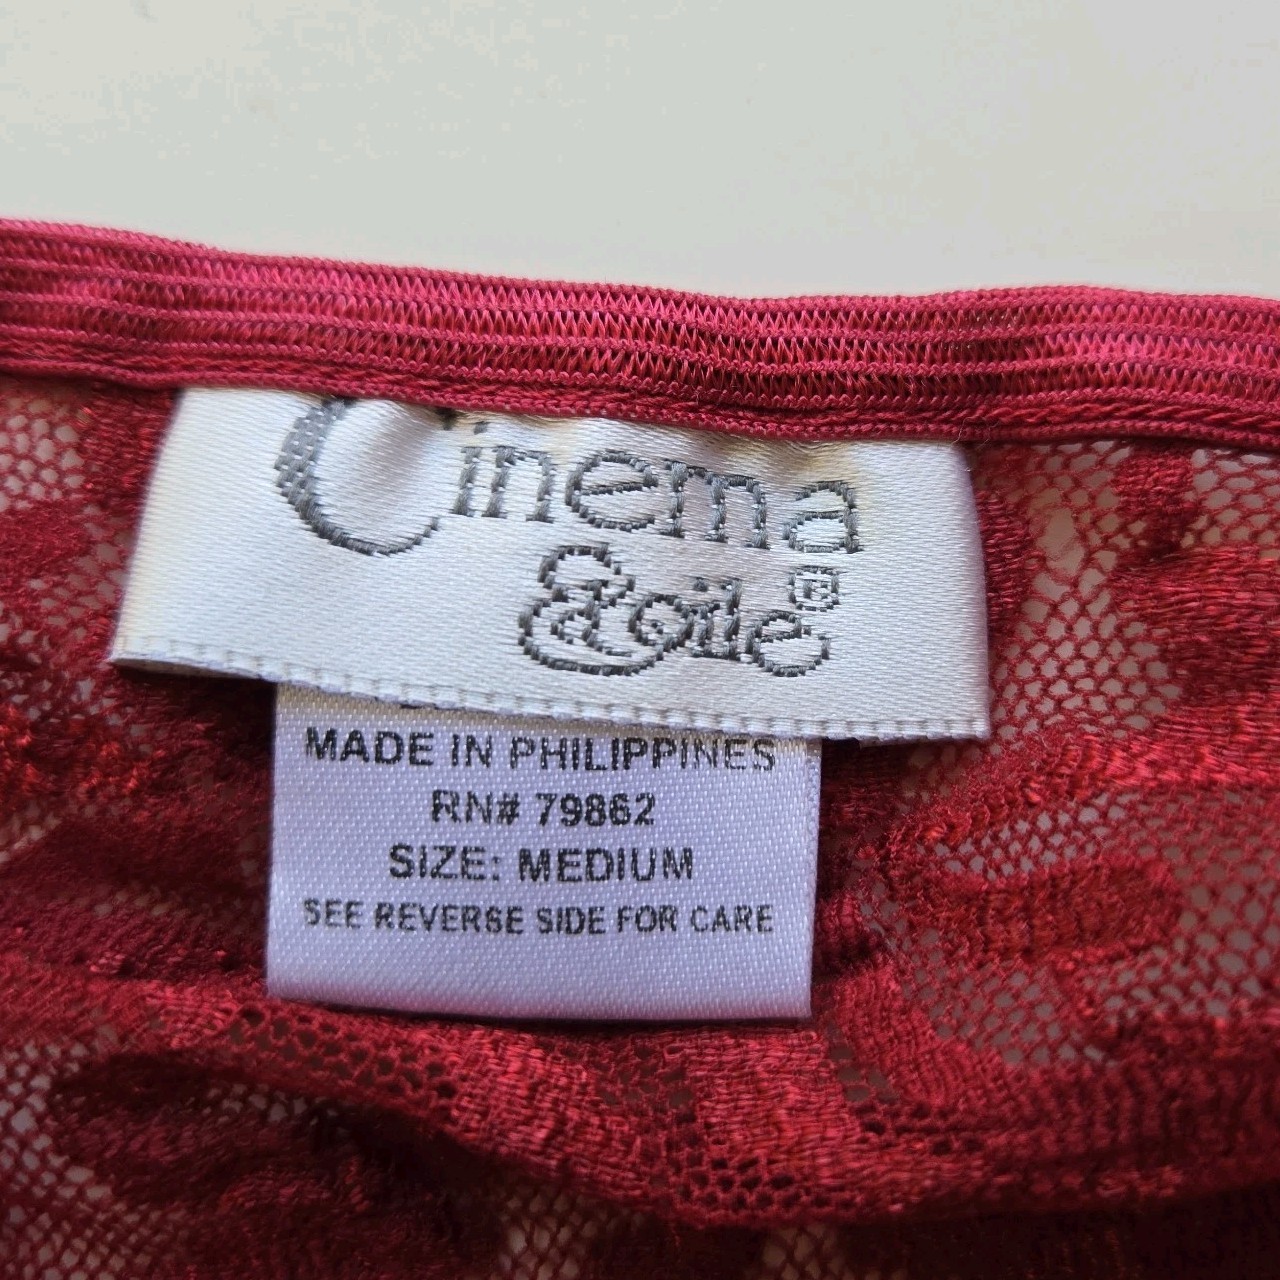 Cinema
Etoile®
MADE IN PHILIPPINES
RN# 79862
SIZE: MEDIUM
SEE REVERSE SIDE FOR CARE